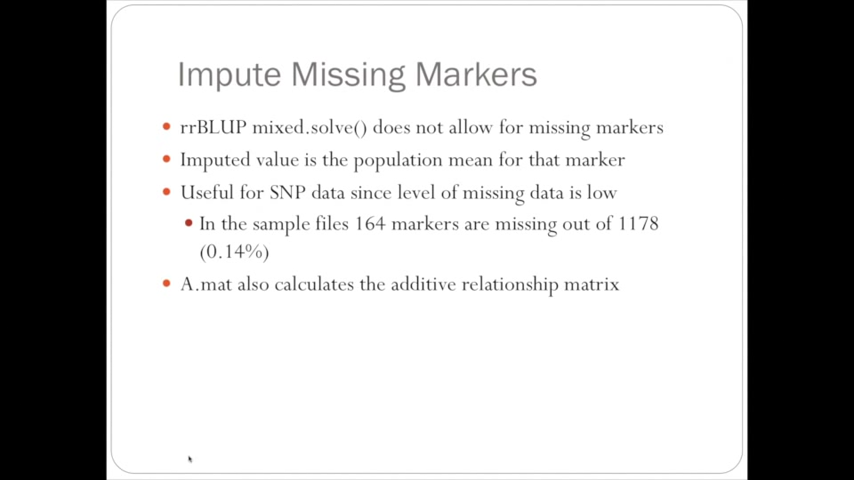 Impute Missing Markers
• rrBLUP mixed.solve() does not allow for missing markers
• Imputed value is the population mean for that marker
• Useful for SNP data since level of missing data is low
• In the sample files 164 markers are missing out of 1178
(0.14%)
• A.mat also calculates the additive relationship matrix